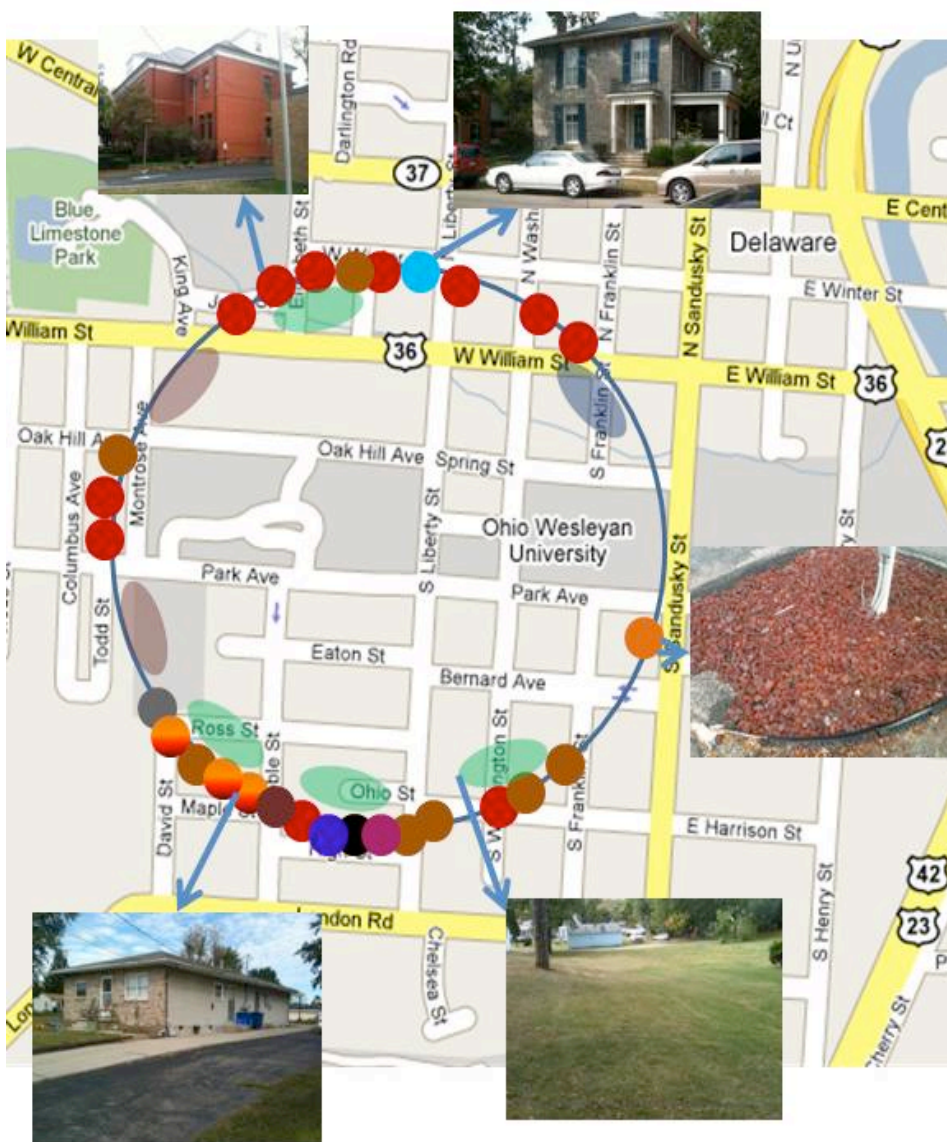 W Central
Darlington Rd
37
N Liberty St
N Wash
E Cent
Blue
Limestone
Park
King Ave
Delaware
N Franklin St
N Sandusky St
E Winter St
William St
36
W William St
E William St
36
Oak Hill Ave
Montrose Ave
Oak Hill Ave
Spring St
S Franklin St
Columbus Ave
S Liberty St
Ohio Wesleyan
University
Park Ave
Park Ave
S Sandusky St
Todd St
Eaton St
Bernard Ave
Ross St
Ohio St
David St
Maple St
S Franklin St
E Harrison St
42
23
London Rd
Chelsea St
S Henry St
Cherry St